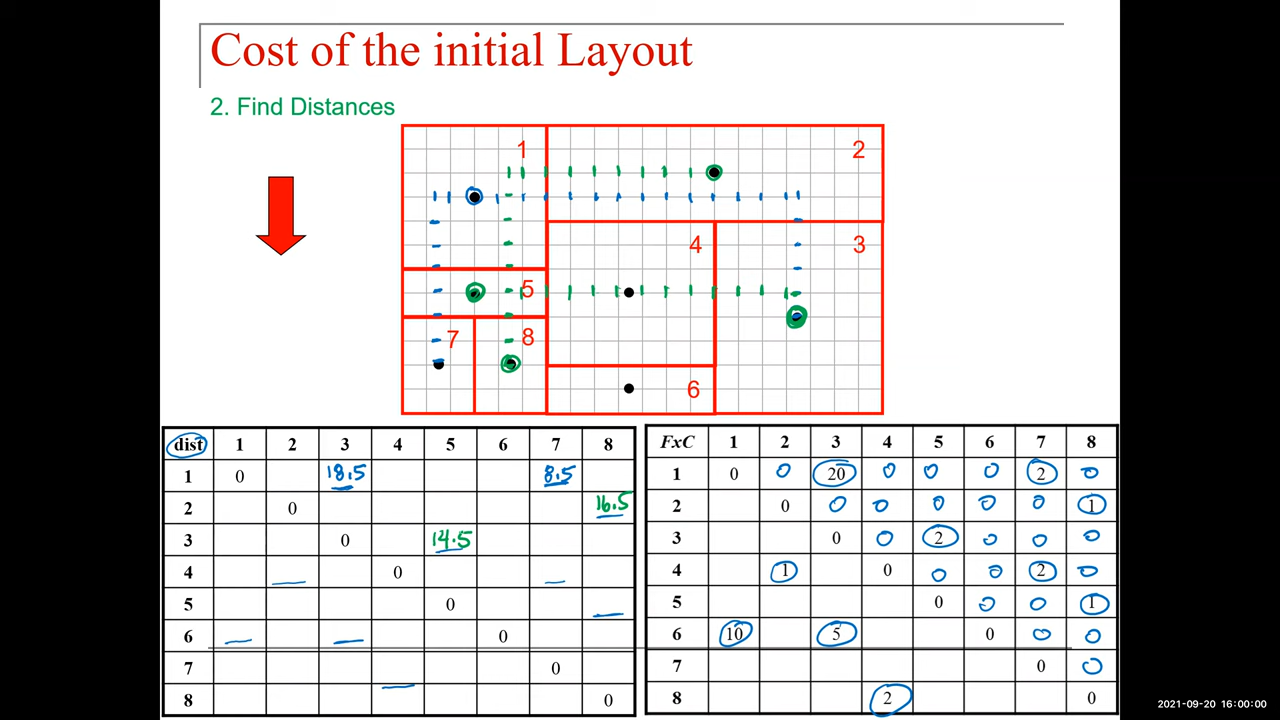 Cost of the initial Layout
2. Find Distances
1 2
4 3
5
7 8
6
dist 1 2 3 4 5 6 7 8
1 0 18.5 8.5
2 0 16.5
3 0 14.5
4 0
5 0
6 0
7 0
8 0
FxC 1 2 3 4 5 6 7 8
1 0 0 20 0 0 0 2 0
2 0 0 0 0 0 0 1
3 0 0 2 0 0 0
4 1 0 0 0 2 0
5 0 0 0 1
6 10 5 0 0 0
7 0 0
8 2 0
2021-09-20 16:00:00